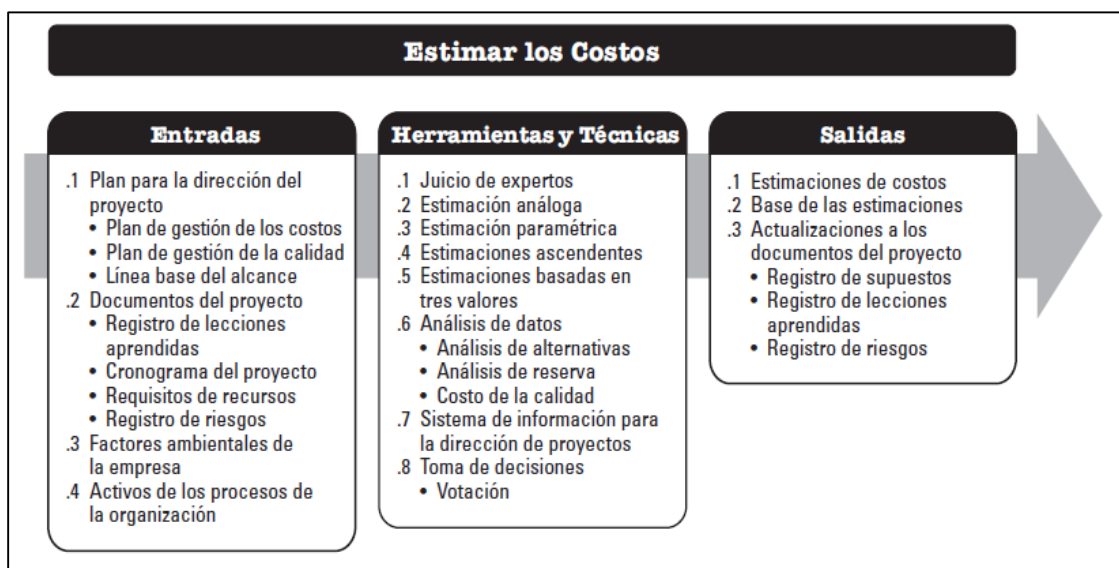 Estimar los Costos
Entradas
.1 Plan para la dirección del
proyecto
• Plan de gestión de los costos
• Plan de gestión de la calidad
• Línea base del alcance
.2 Documentos del proyecto
• Registro de lecciones
aprendidas
• Cronograma del proyecto
• Requisitos de recursos
• Registro de riesgos
.3 Factores ambientales de
la empresa
.4 Activos de los procesos de
la organización
Herramientas y Técnicas
.1 Juicio de expertos
.2 Estimación análoga
.3 Estimación paramétrica
.4 Estimaciones ascendentes
.5 Estimaciones basadas en
tres valores
.6 Análisis de datos
• Análisis de alternativas
• Análisis de reserva
• Costo de la calidad
.7 Sistema de información para
la dirección de proyectos
.8 Toma de decisiones
• Votación
Salidas
.1 Estimaciones de costos
.2 Base de las estimaciones
.3 Actualizaciones a los
documentos del proyecto
• Registro de supuestos
• Registro de lecciones
aprendidas
• Registro de riesgos